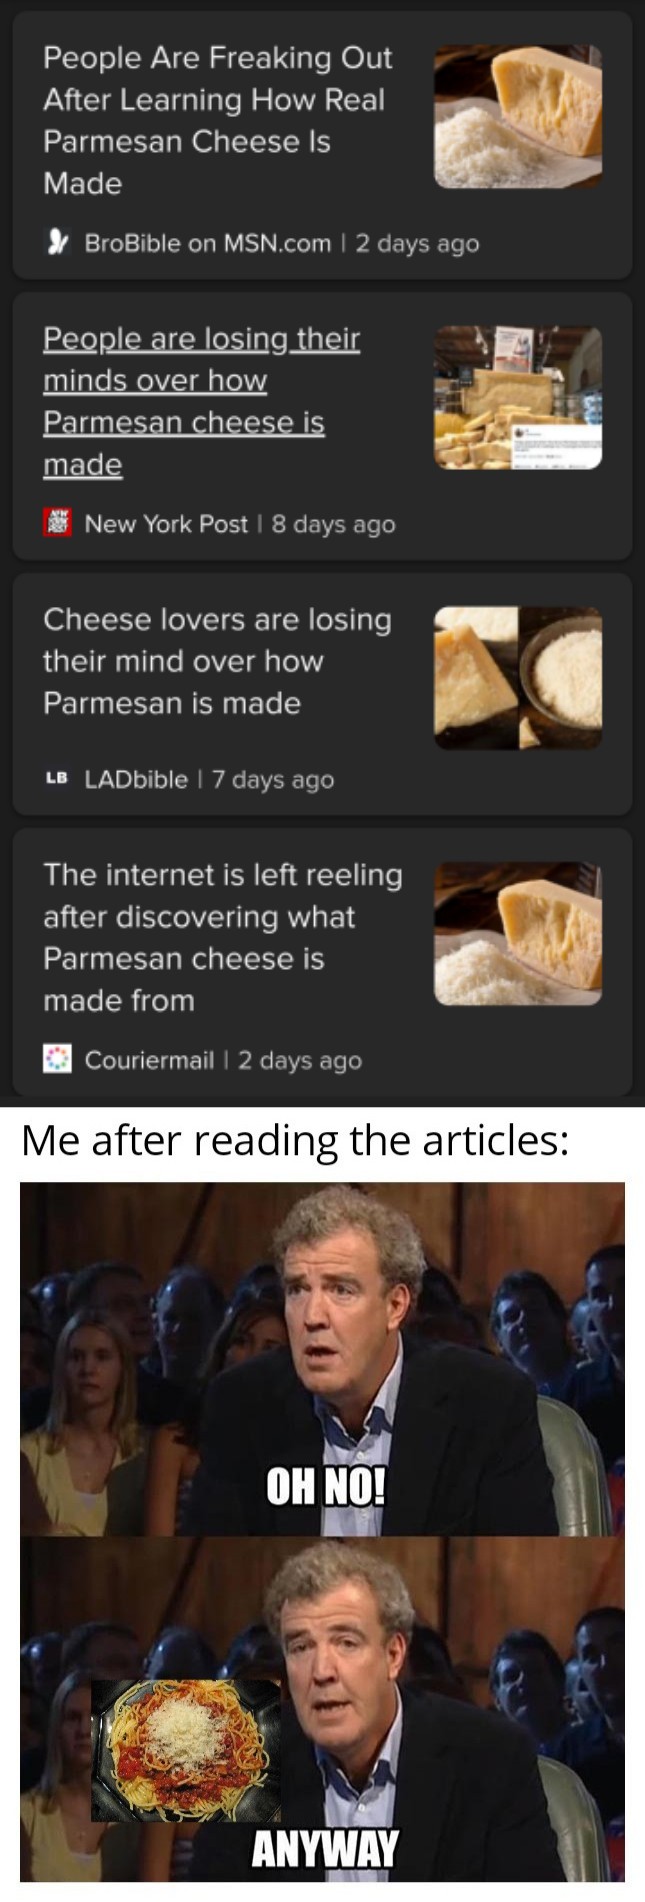 People Are Freaking Out
After Learning How Real
Parmesan Cheese Is
Made
BroBible on MSN.com | 2 days ago
People are losing their
minds over how
Parmesan cheese is
made
New York Post | 8 days ago
Cheese lovers are losing
their mind over how
Parmesan is made
LB LADbible | 7 days ago
The internet is left reeling
after discovering what
Parmesan cheese is
made from
Couriermail | 2 days ago
Me after reading the articles:
OH NO!
ANYWAY